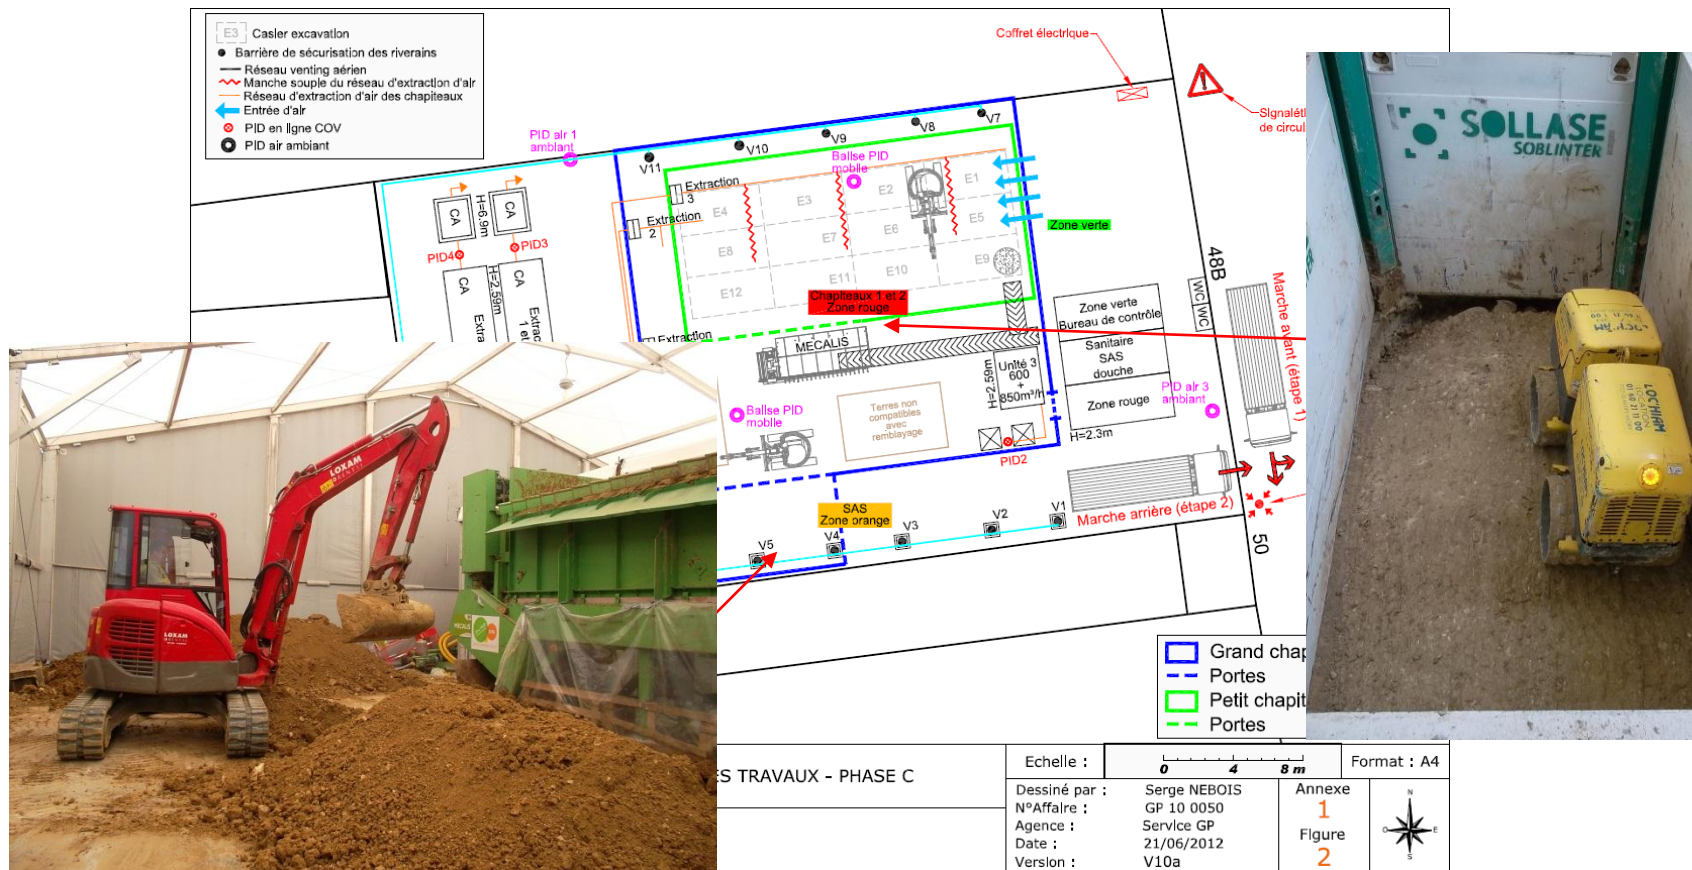 E3 Casier excavation
Barrière de sécurisation des riverains
Réseau venting aérien
Manche souple du réseau d'extraction d'air
Réseau d'extraction d'air des chapiteaux
Entrée d'air
PID en ligne COV
PID air ambiant
Coffret électrique
PID air 1
ambiant
V7
V8
V9
V10
V11
Balise PID
mobile
Extraction
3
Extraction
2
Extraction
E1
E2
E3
E4
E5
E6
E7
E8
E9
E10
E11
E12
Zone verte
CA
CA
H=6.9m
PID4
PID3
H=2.59m
CA
CA
1 et
Chapiteaux 1 et 2
Zone rouge
MECALIS
Unité 3
600
+
850m³/h
H=2.59m
Zone verte
Bureau de contrôle
Sanitaire
SAS
douche
Zone rouge
H=2.3m
WC
WC
48B
50
Marche avant (étape 1)
PID air 3
ambiant
Balise PID
mobile
Terres non
compatibles
avec
remblayage
PID2
Marche arrière (étape 2)
SAS
Zone orange
V1
V2
V3
V4
V5
de circul
Grand chap
Portes
Petit chapit
Portes
ES TRAVAUX - PHASE C
Echelle :
0 4 8 m
Format : A4
Dessiné par : Serge NEBOIS
N°Affaire : GP 10 0050
Agence : Service GP
Date : 21/06/2012
Version : V10a
Annexe
1
Figure
2
N
O E
S
LOXAM
LOXAM
SOLLASE
SOBLINTER